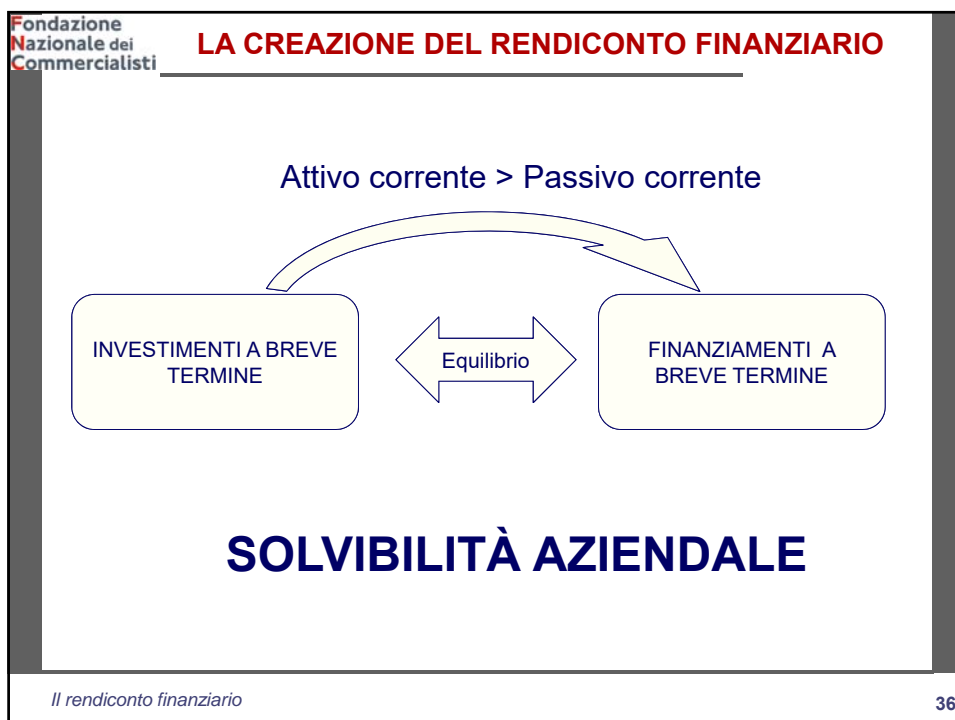 Fondazione
Nazionale dei
Commercialisti
LA CREAZIONE DEL RENDICONTO FINANZIARIO
Attivo corrente > Passivo corrente
INVESTIMENTI A BREVE
TERMINE
Equilibrio
FINANZIAMENTI A
BREVE TERMINE
SOLVIBILITÀ AZIENDALE
Il rendiconto finanziario
36